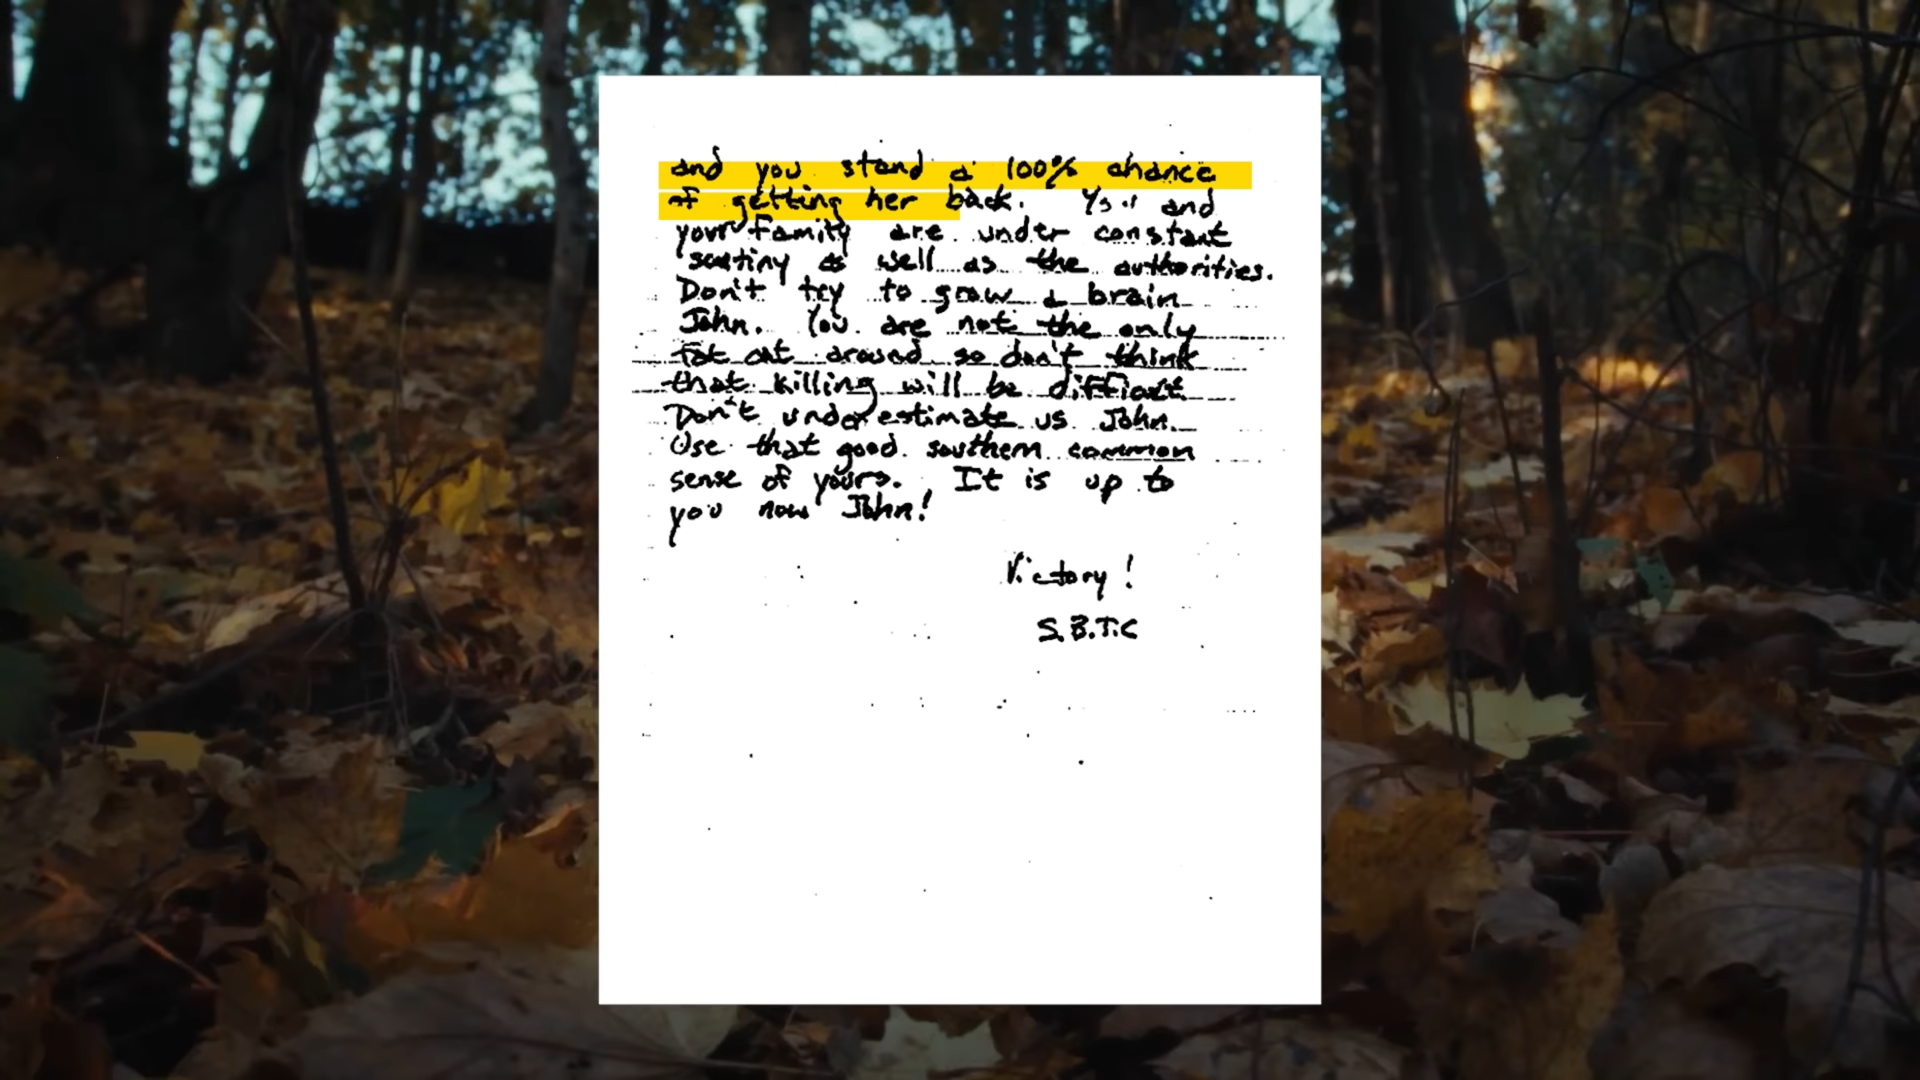 and you stand a 100% chance
of getting her back. You and
your family are under constant
scutiny as well as the authorities.
Don't try to grow a brain
John. You are not the only
fat cat around so don't think
that killing will be difficult.
Don't underestimate us John.
Use that good southern common
sense of yours. It is up to
you now John!
Victory!
S.B.T.C